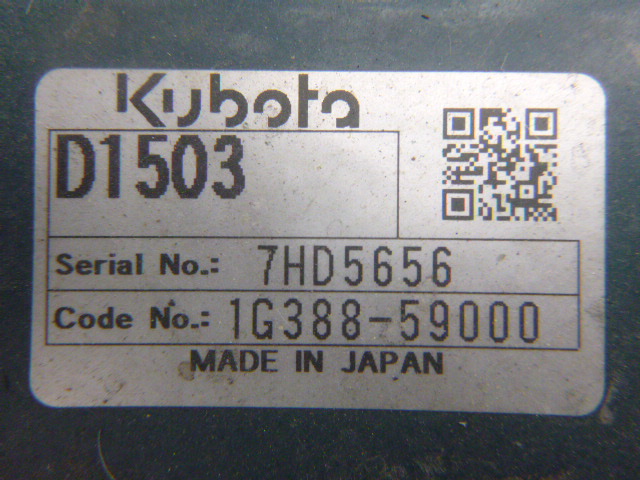 Kubota
D1503
Serial No.: 7HD5656
Code No.: 1G388-59000
MADE IN JAPAN